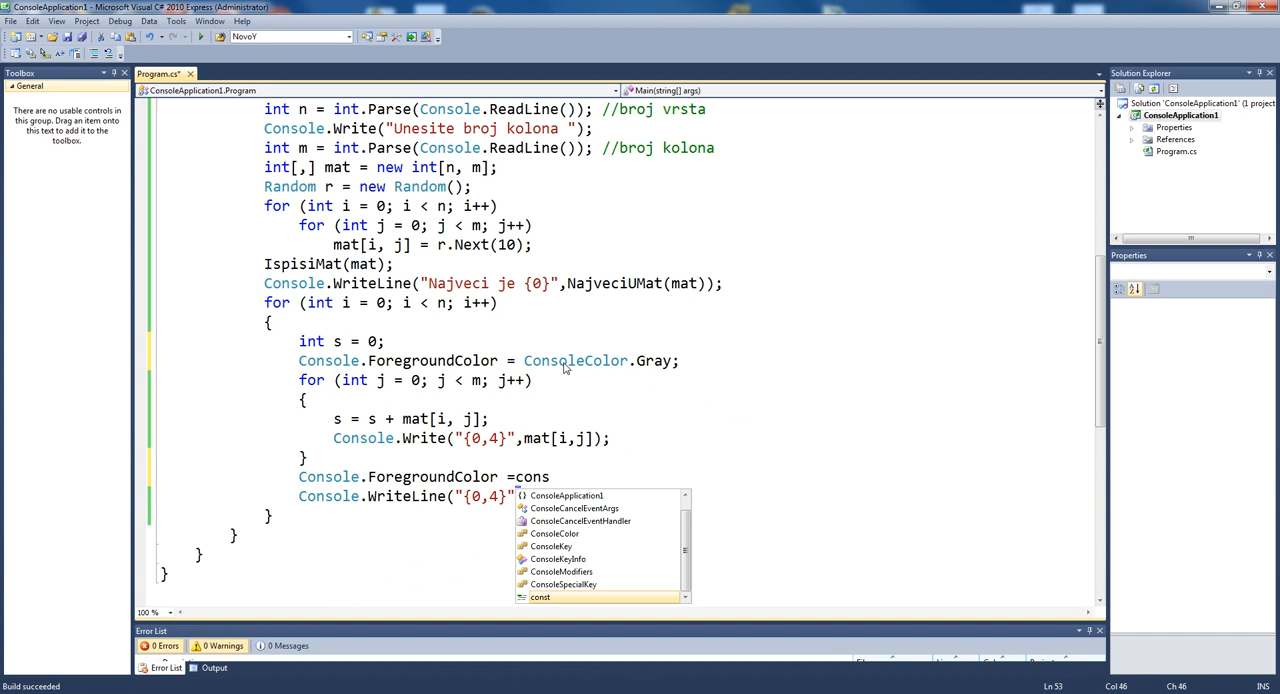 ConsoleApplication1 - Microsoft Visual C# 2010 Express (Administrator)
File Edit View Project Debug Data Tools Window Help
NovoY
Toolbox
General
There are no usable controls in
this group. Drag an item onto
this text to add it to the
toolbox.
Program.cs*
ConsoleApplication1.Program
Main(string[] args)
int n = int.Parse(Console.ReadLine()); //broj vrsta
Console.Write("Unesite broj kolona ");
int m = int.Parse(Console.ReadLine()); //broj kolona
int[,] mat = new int[n, m];
Random r = new Random();
for (int i = 0; i < n; i++)
for (int j = 0; j < m; j++)
mat[i, j] = r.Next(10);
IspisiMat(mat);
Console.WriteLine("Najveci je {0}",NajveciUMat(mat));
for (int i = 0; i < n; i++)
{
int s = 0;
Console.ForegroundColor = ConsoleColor.Gray;
for (int j = 0; j < m; j++)
{
s = s + mat[i, j];
Console.Write("{0,4}",mat[i,j]);
}
Console.ForegroundColor =cons
Console.WriteLine("{0,4}"
}
}
}
}
{} ConsoleApplication1
ConsoleCancelEventArgs
ConsoleCancelEventHandler
ConsoleColor
ConsoleKey
ConsoleKeyInfo
ConsoleModifiers
ConsoleSpecialKey
const
100 %
Error List
0 Errors 0 Warnings 0 Messages
Error List Output
Build succeeded
Ln 53 Col 46 Ch 46 INS
Solution Explorer
Solution 'ConsoleApplication1' (1 project
ConsoleApplication1
Properties
References
Program.cs
Properties